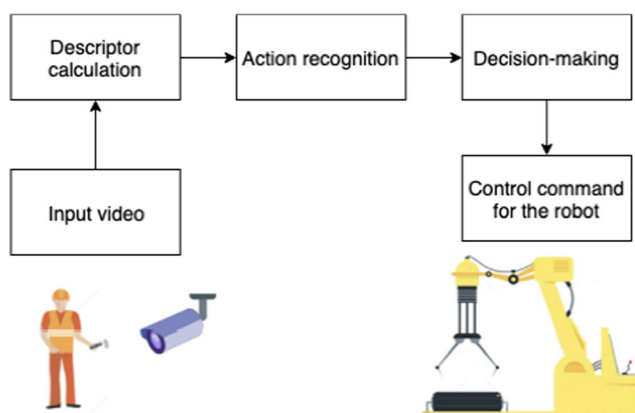 Descriptor
calculation
Action recognition
Decision-making
Input video
Control command
for the robot